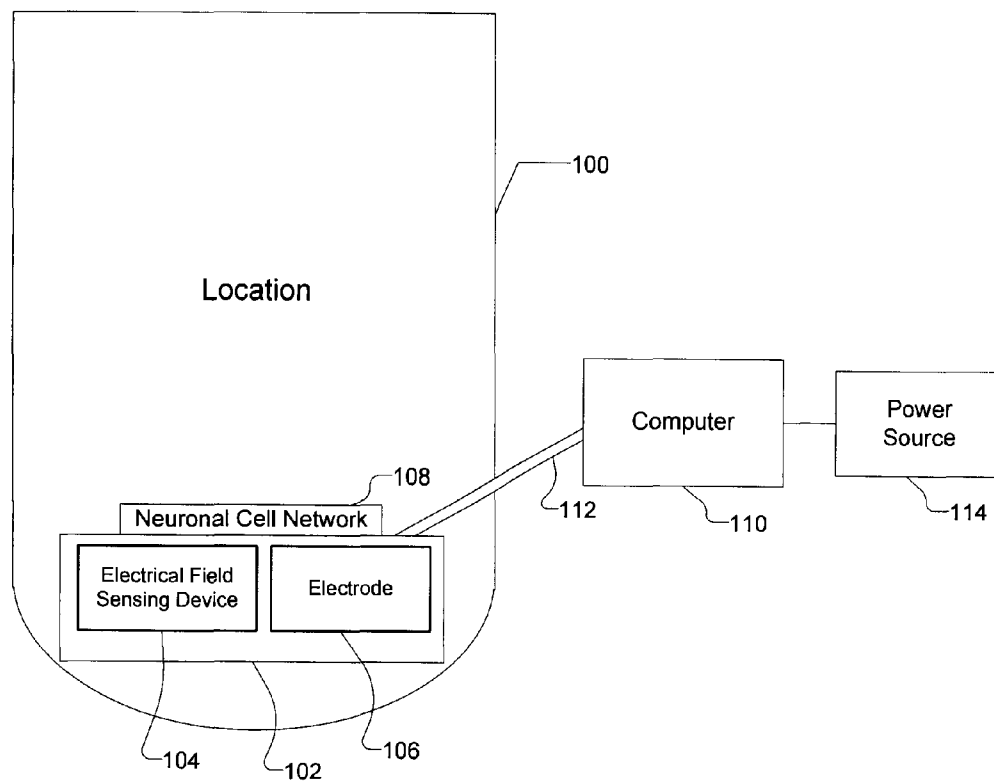 100
Location
Computer
Power
Source
108
Neuronal Cell Network
112
110
114
Electrical Field
Sensing Device
Electrode
104
102
106